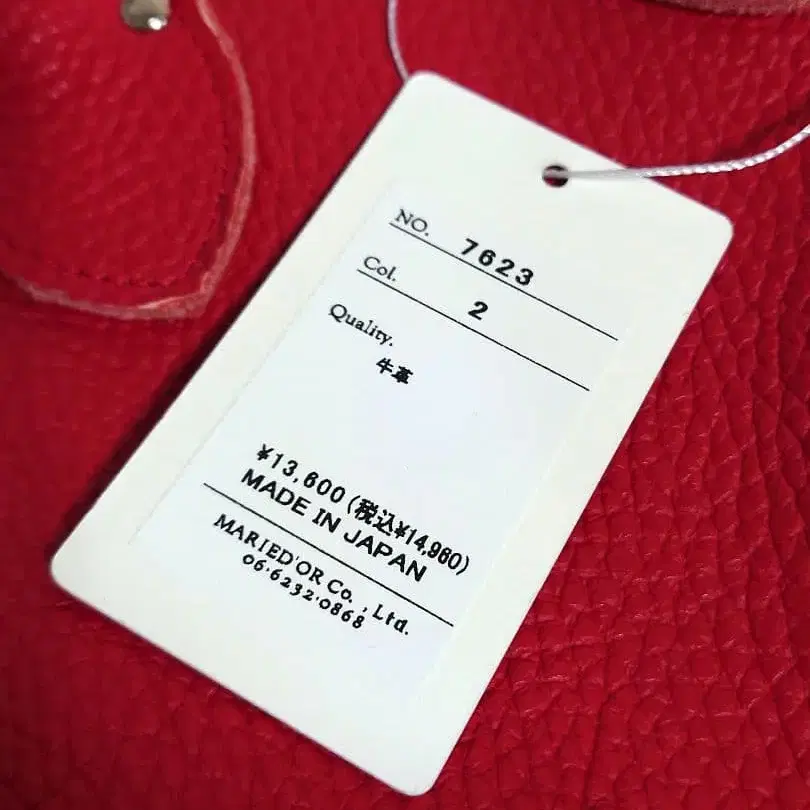 NO. 7623
Col. 2
Quality.
牛革
¥13,600(税込¥14,960)
MADE IN JAPAN
MARIED'OR Co., Ltd.
06·6232·0868